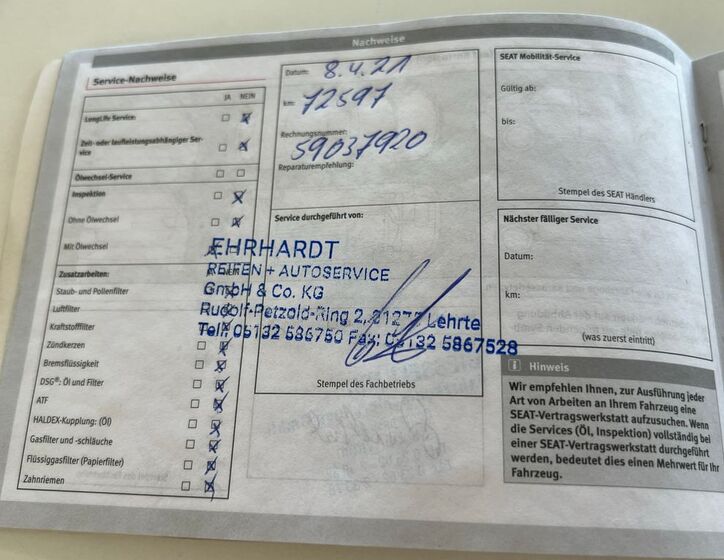 Nachweise
Service-Nachweise
JA NEIN
LongLife Service:
Zeit- oder laufleistungsabhängiger Ser-
vice
Ölwechsel-Service
Inspektion
Ohne Ölwechsel
Mit Ölwechsel
Zusatzarbeiten:
Staub- und Pollenfilter
Luftfilter
Kraftstofffilter
Zündkerzen
Bremsflüssigkeit
DSG®: Öl und Filter
ATF
HALDEX-Kupplung: (Öl)
Gasfilter und -schläuche
Flüssiggasfilter (Papierfilter)
Zahnriemen
Datum: 8.4.21
km: 72597
Rechnungsnummer:
59037920
Reparaturempfehlung:
Service durchgeführt von:
EHRHARDT
REIFEN + AUTOSERVICE
GmbH & Co. KG
Rudolf-Petzold-Ring 2, Lehrte
Tel: 05132 586750 Fax: 05132 5867528
Stempel des Fachbetriebs
SEAT Mobilität-Service
Gültig ab:
bis:
Stempel des SEAT Händlers
Nächster fälliger Service
Datum:
km:
(was zuerst eintritt)
i Hinweis
Wir empfehlen Ihnen, zur Ausführung jeder
Art von Arbeiten an Ihrem Fahrzeug eine
SEAT-Vertragswerkstatt aufzusuchen. Wenn
die Services (Öl, Inspektion) vollständig bei
einer SEAT-Vertragswerkstatt durchgeführt
werden, bedeutet dies einen Mehrwert für Ihr
Fahrzeug.